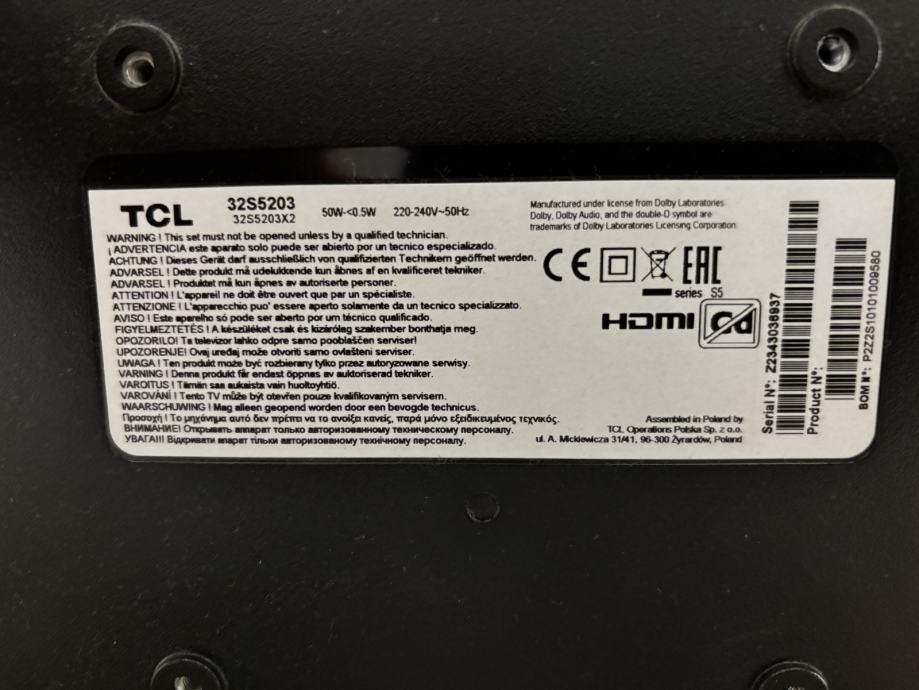 TCL
32S5203
32S5203X2
50W-<0.5W
220-240V~50Hz
WARNING ! This set must not be opened unless by a qualified technician.
¡ ADVERTENCIA este aparato solo puede ser abierto por un tecnico especializado.
ACHTUNG ! Dieses Gerät darf ausschließlich von qualifizierten Technikern geöffnet werden.
ADVARSEL ! Dette produkt må udelukkende kun åbnes af en kvalificeret tekniker.
ADVARSEL ! Produktet må kun åpnes av autoriserte personer.
ATTENTION ! L'appareil ne doit être ouvert que par un spécialiste.
ATTENZIONE ! L'apparecchio puo' essere aperto solamente da un tecnico specializzato.
AVISO ! Este aparelho só pode ser aberto por um técnico qualificado.
FIGYELMEZTETÉS ! A készüléket csak és kizárólag szakember bonthatja meg.
OPOZORILO! Ta televizor lahko odpre samo pooblaščen serviser!
UPOZORENJE! Ovaj uređaj može otvoriti samo ovlašteni serviser.
UWAGA ! Ten produkt może być rozbierany tylko przez autoryzowane serwisy.
VARNING ! Denna produkt får endast öppnas av auktoriserad tekniker.
VAROITUS ! Tämän saa aukaista vain huoltoyhtiö.
VAROVÁNÍ ! Tento TV může být otevřen pouze kvalifikovaným servisem.
WAARSCHUWING ! Mag alleen geopend worden door een bevogde technicus.
Προσοχή ! Το μηχάνημα αυτό δεν πρέπει να το ανοίξει κανείς, παρά μόνο εξειδικευμένος τεχνικός.
ВНИМАНИЕ! Открывать аппарат только авторизованному техническому персоналу.
УВАГА!!! Відкривати апарат тільки авторизованому технічному персоналу.
Manufactured under license from Dolby Laboratories
Dolby, Dolby Audio, and the double-D symbol are
trademarks of Dolby Laboratories Licensing Corporation.
CE
EAC
series S5
HDMI
Assembled in Poland by
TCL Operations Polska Sp. z o.o.
ul. A. Mickiewicza 31/41, 96-300 Żyrardów, Poland
Serial N°: Z234303<!-- -->6937
Product N°:
BOM N°: P2Z2S10101009580